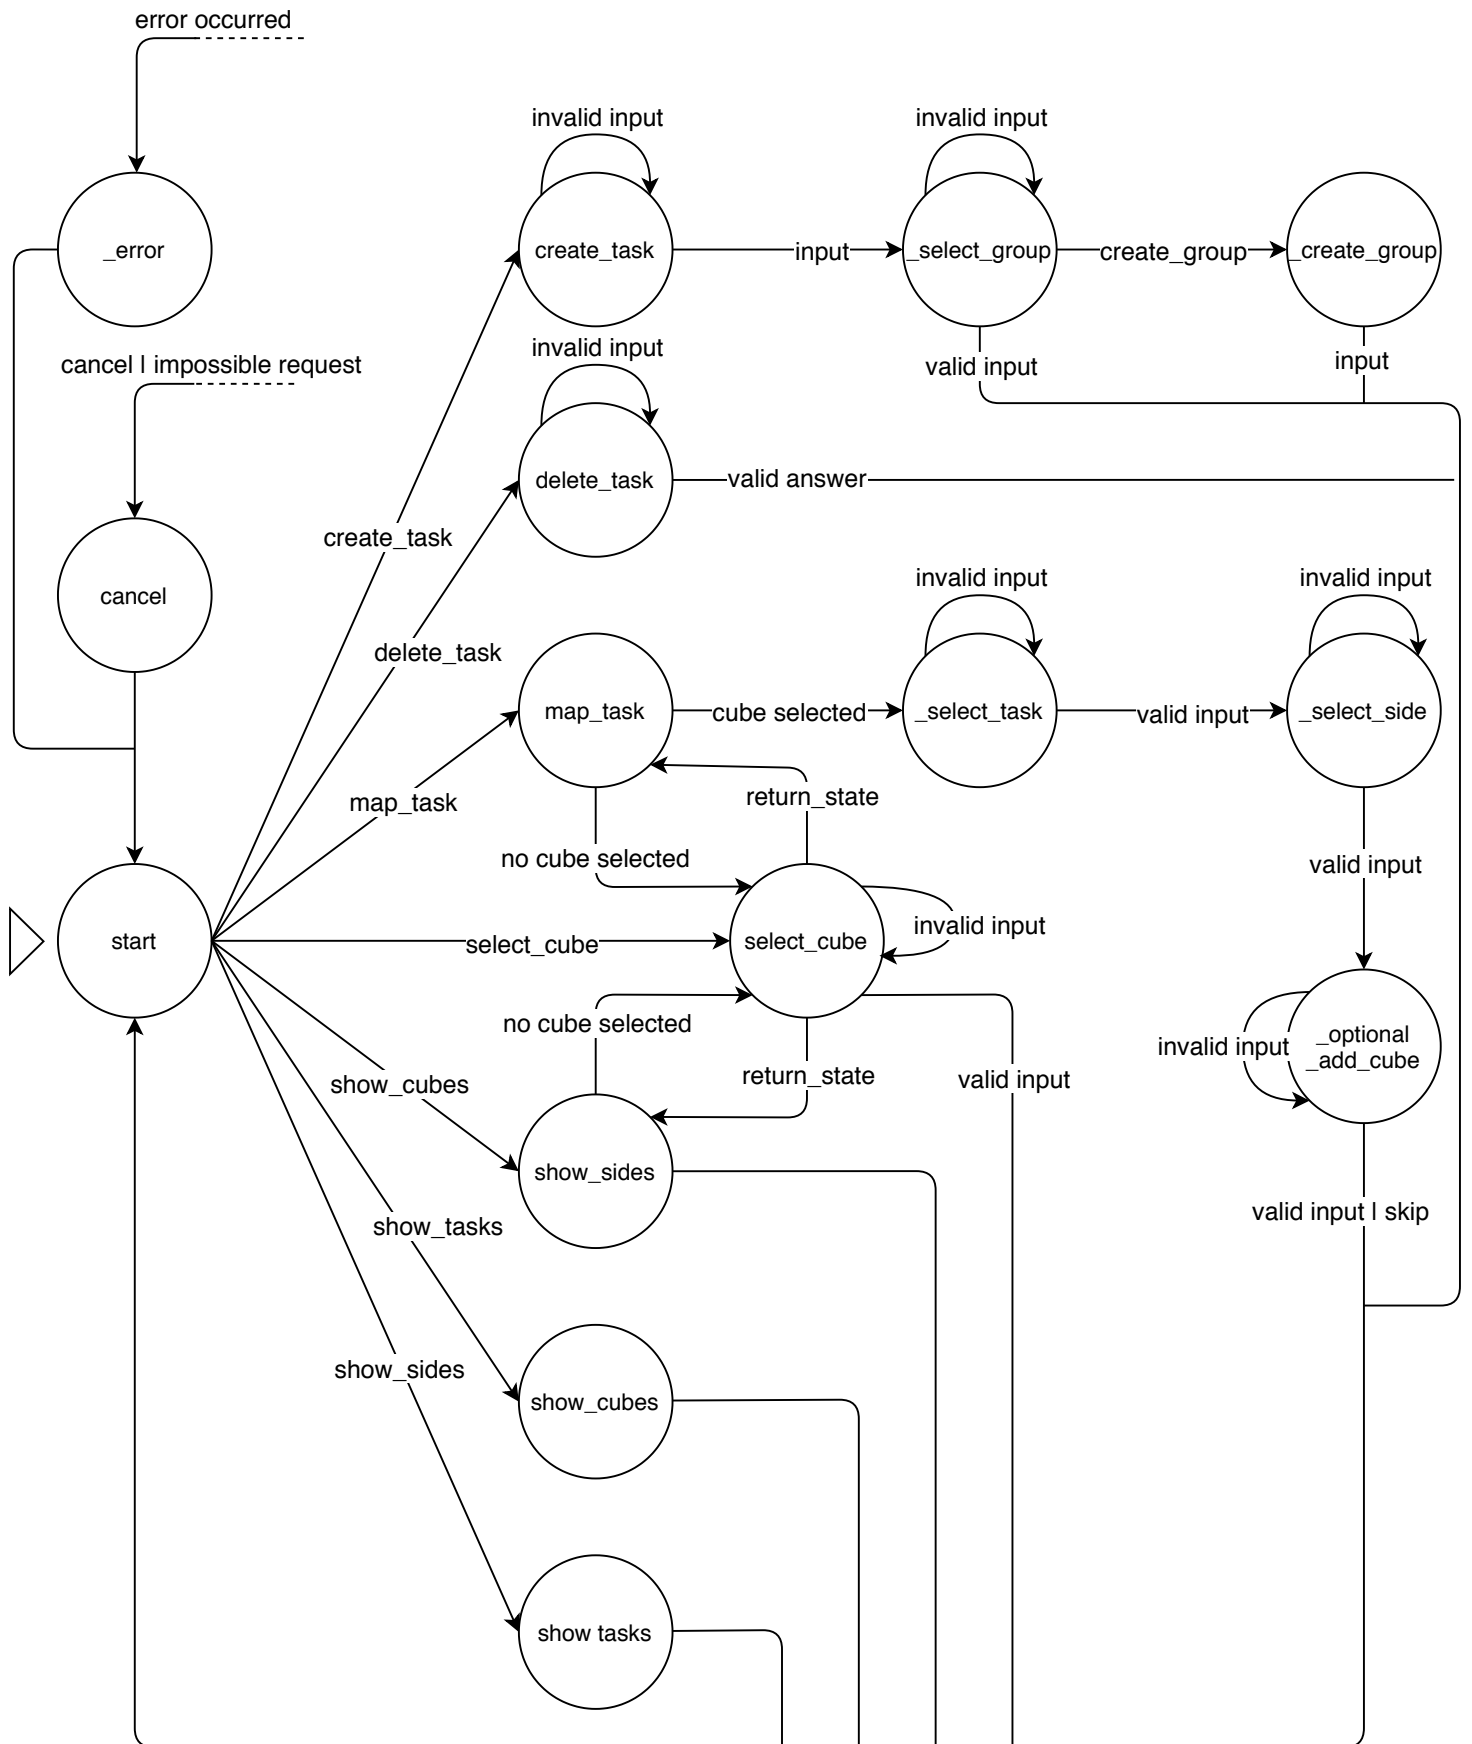 error occurred
invalid input
invalid input
_error
create_task
input
_select_group
create_group
_create_group
invalid input
cancel | impossible request
valid input
input
delete_task
valid answer
create_task
invalid input
invalid input
cancel
delete_task
map_task
cube selected
_select_task
valid input
_select_side
map_task
return_state
no cube selected
valid input
start
select_cube
select_cube
invalid input
no cube selected
_optional
_add_cube
invalid input
show_cubes
return_state
valid input
show_sides
show_tasks
valid input | skip
show_sides
show_cubes
show tasks